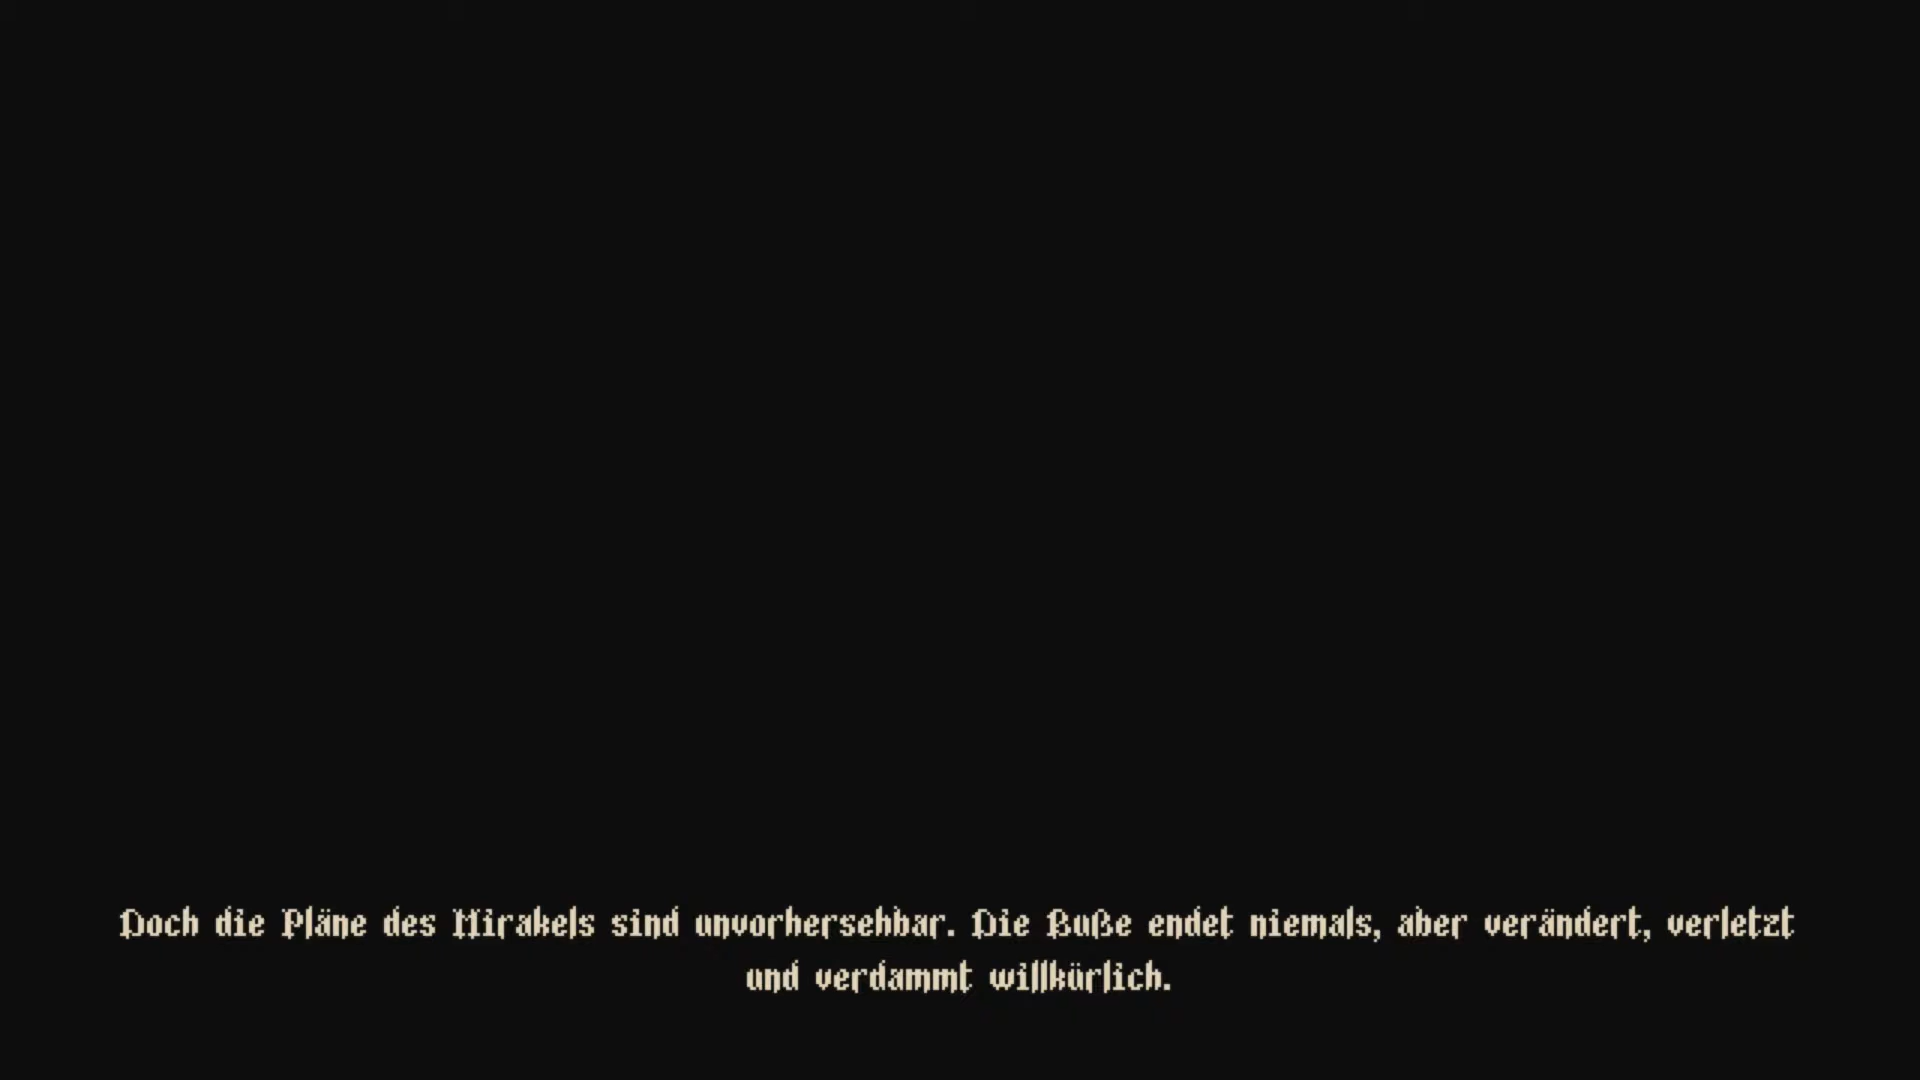 Doch die Pläne des Mirakels sind unvorhersehbar. Die Buße endet niemals, aber verändert, verletzt
und verdammt willkürlich.